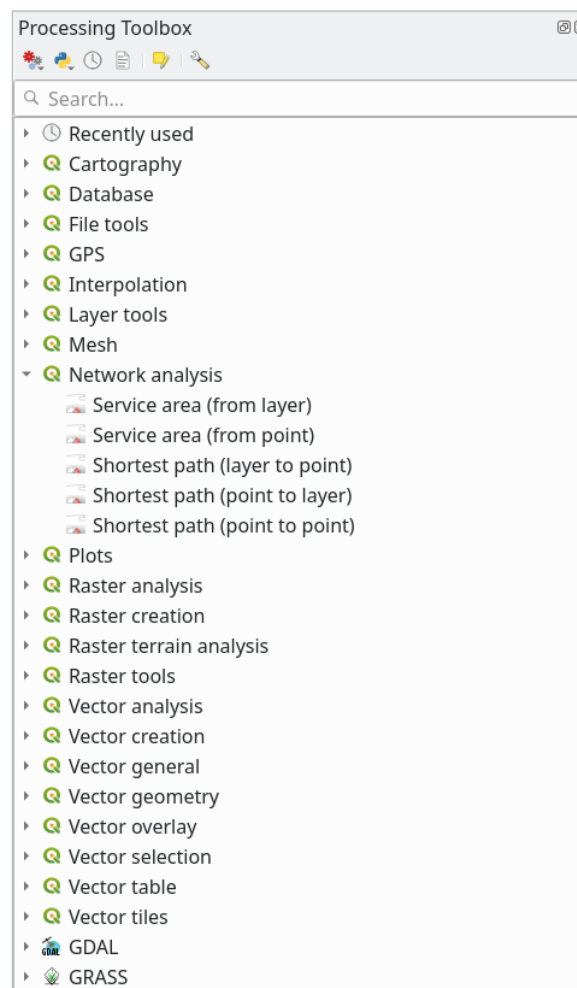 Processing Toolbox
Search...
Recently used
Cartography
Database
File tools
GPS
Interpolation
Layer tools
Mesh
Network analysis
Service area (from layer)
Service area (from point)
Shortest path (layer to point)
Shortest path (point to layer)
Shortest path (point to point)
Plots
Raster analysis
Raster creation
Raster terrain analysis
Raster tools
Vector analysis
Vector creation
Vector general
Vector geometry
Vector overlay
Vector selection
Vector table
Vector tiles
GDAL GDAL
GRASS